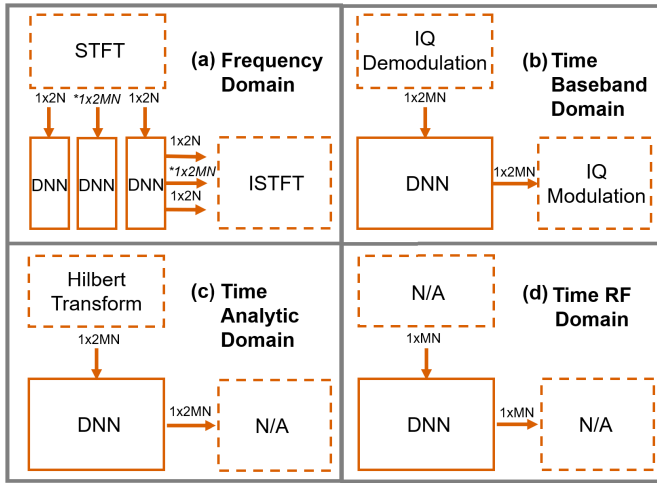 STFT
(a) Frequency
Domain
1x2N
*1x2MN
1x2N
DNN
DNN
DNN
1x2N
*1x2MN
1x2N
ISTFT
IQ
Demodulation
(b) Time
Baseband
Domain
1x2MN
DNN
1x2MN
IQ
Modulation
Hilbert
Transform
(c) Time
Analytic
Domain
1x2MN
DNN
1x2MN
N/A
N/A
(d) Time RF
Domain
1xMN
DNN
1xMN
N/A